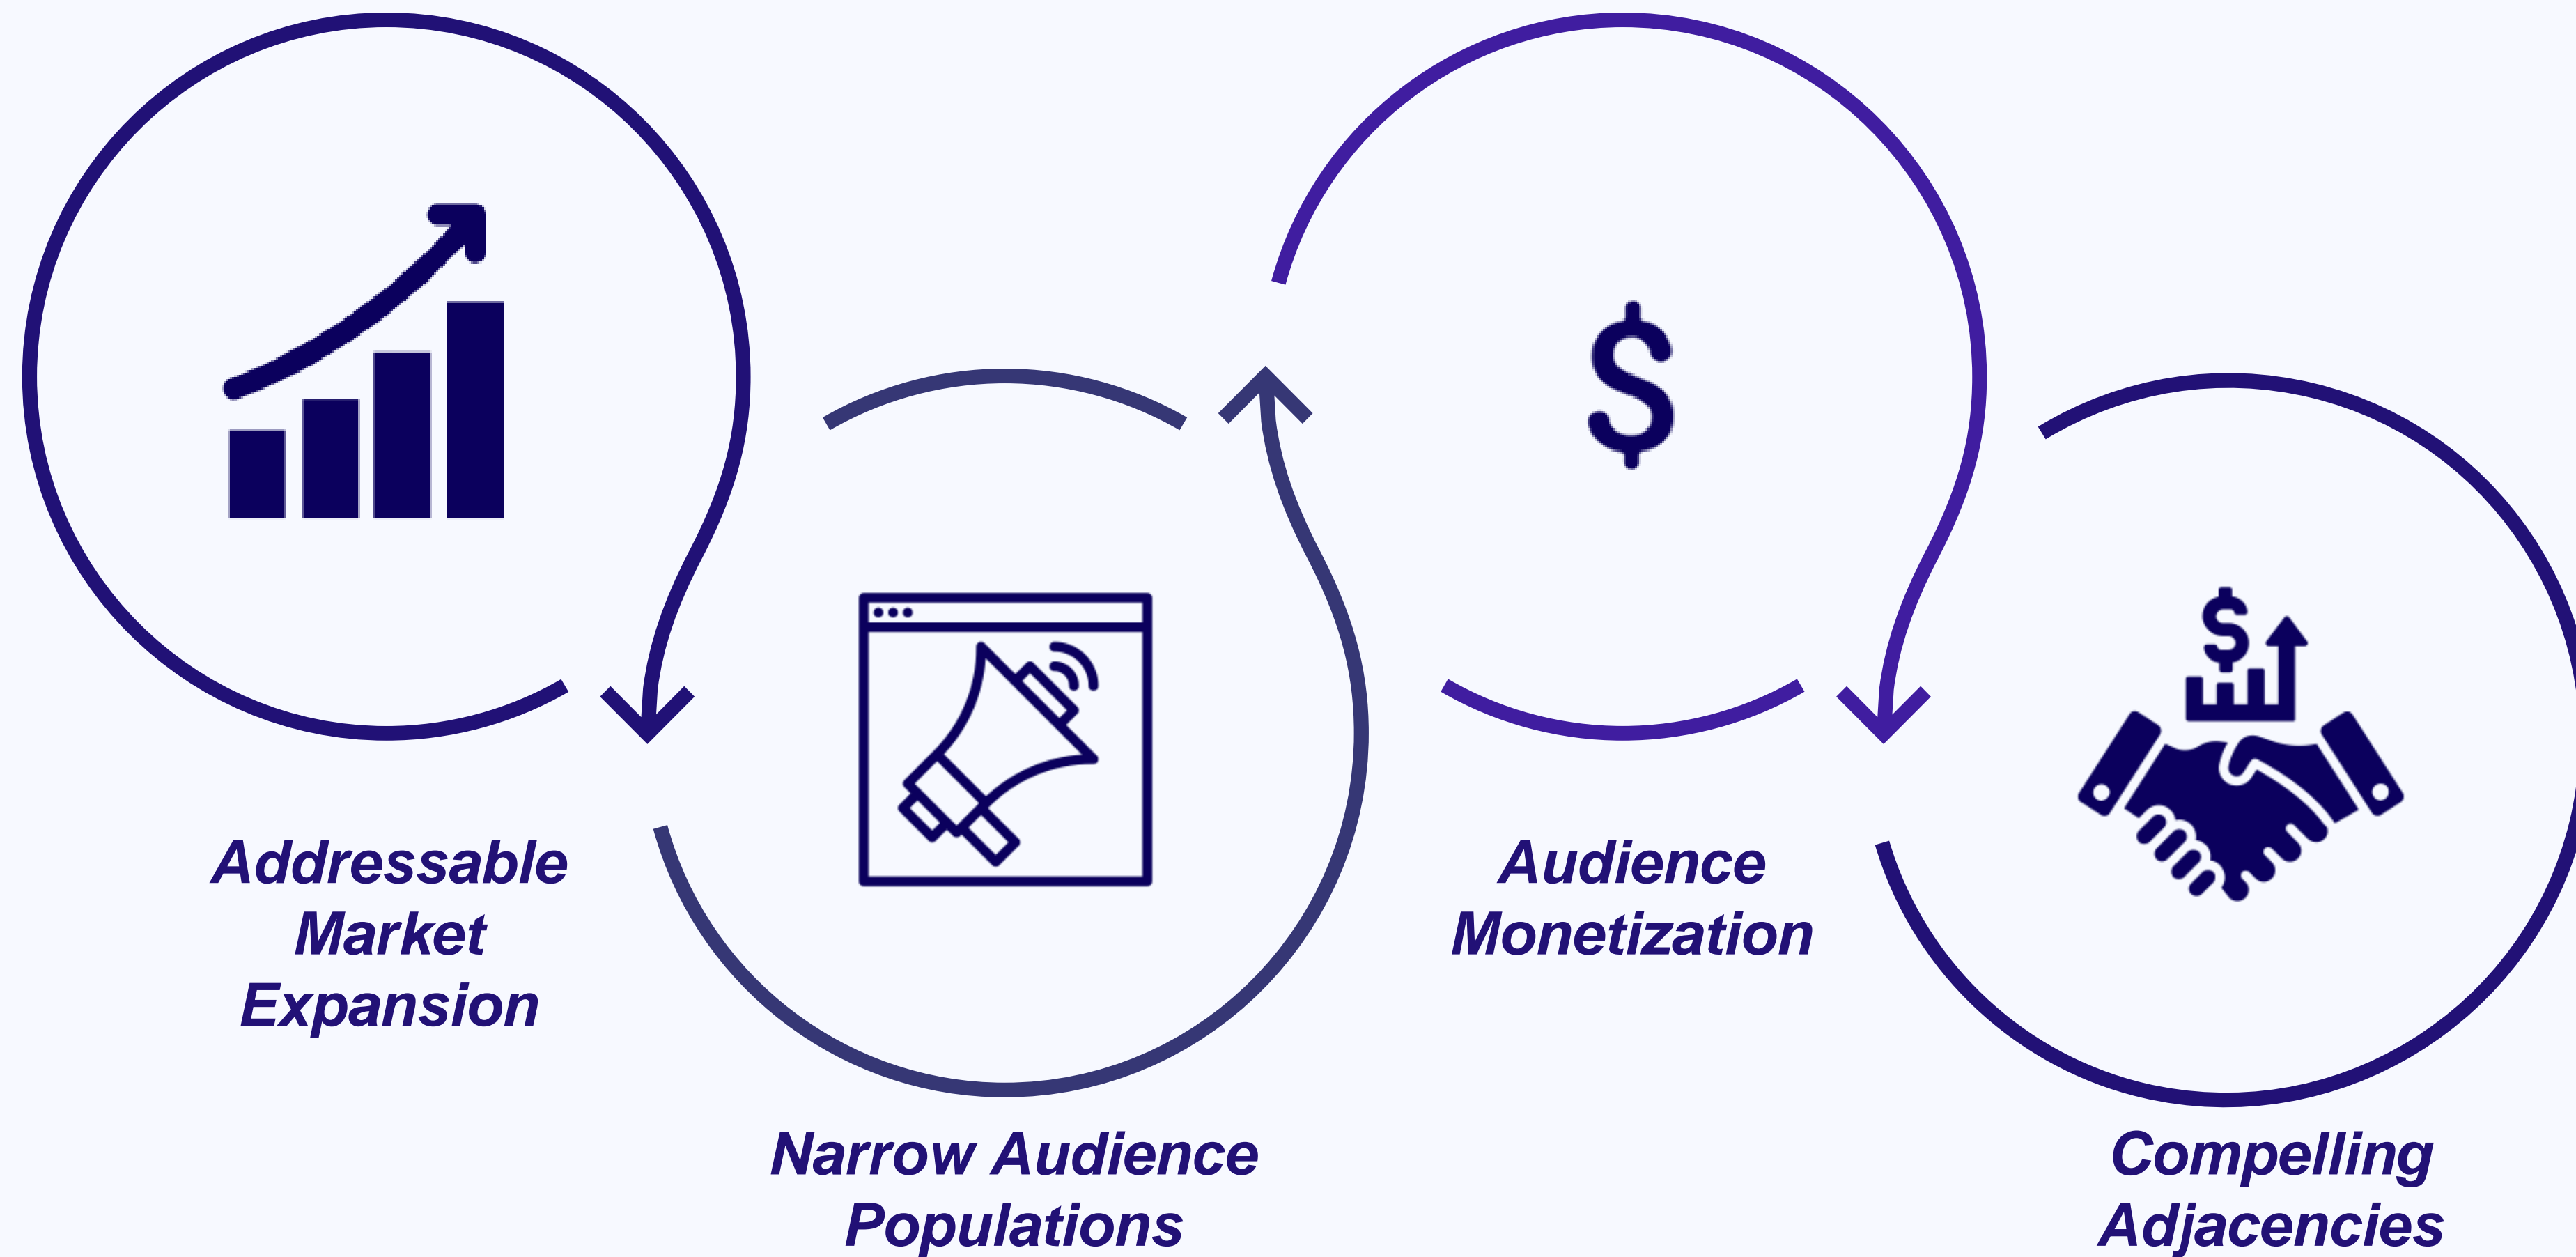 Addressable
Market
Expansion
Narrow Audience
Populations
Audience
Monetization
Compelling
Adjacencies